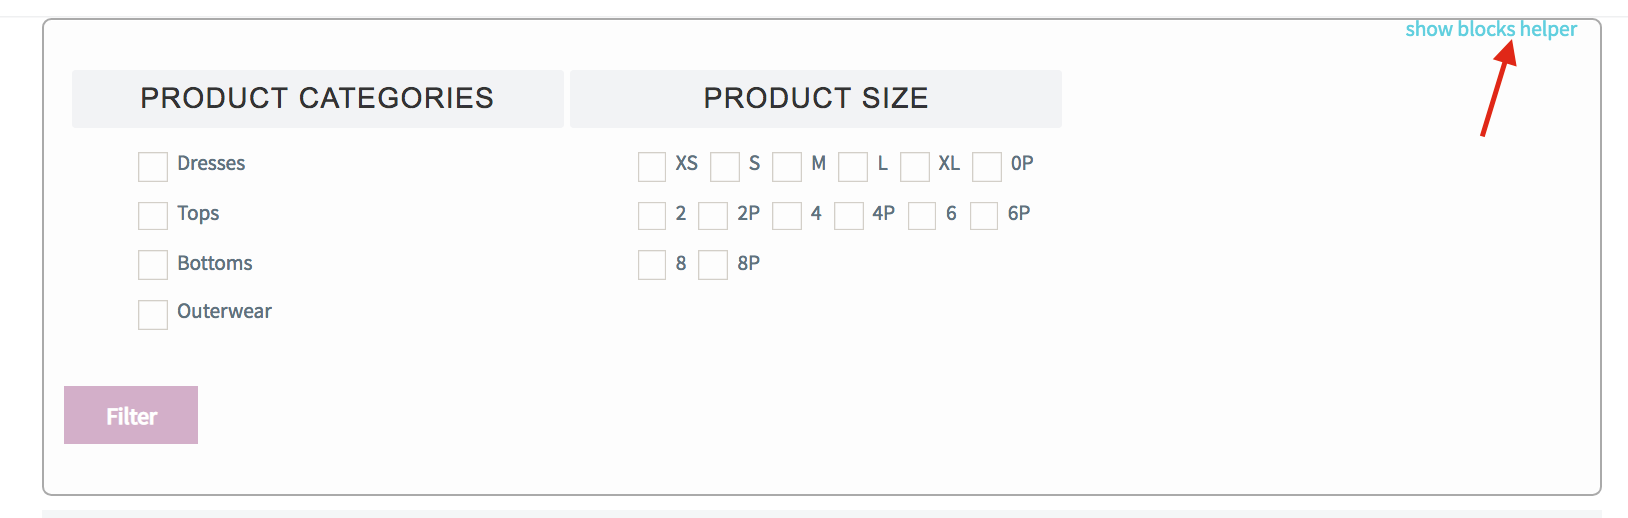 show blocks helper
PRODUCT CATEGORIES PRODUCT SIZE
Dresses XS S M L XL 0P
Tops 2 2P 4 4P 6 6P
Bottoms 8 8P
Outerwear
Filter